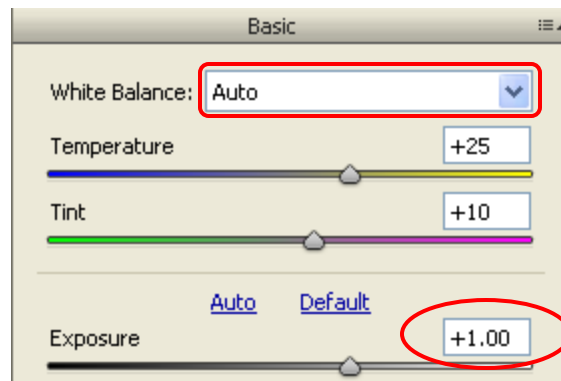 Basic
White Balance: Auto
Temperature +25
Tint +10
Auto Default
Exposure +1.00